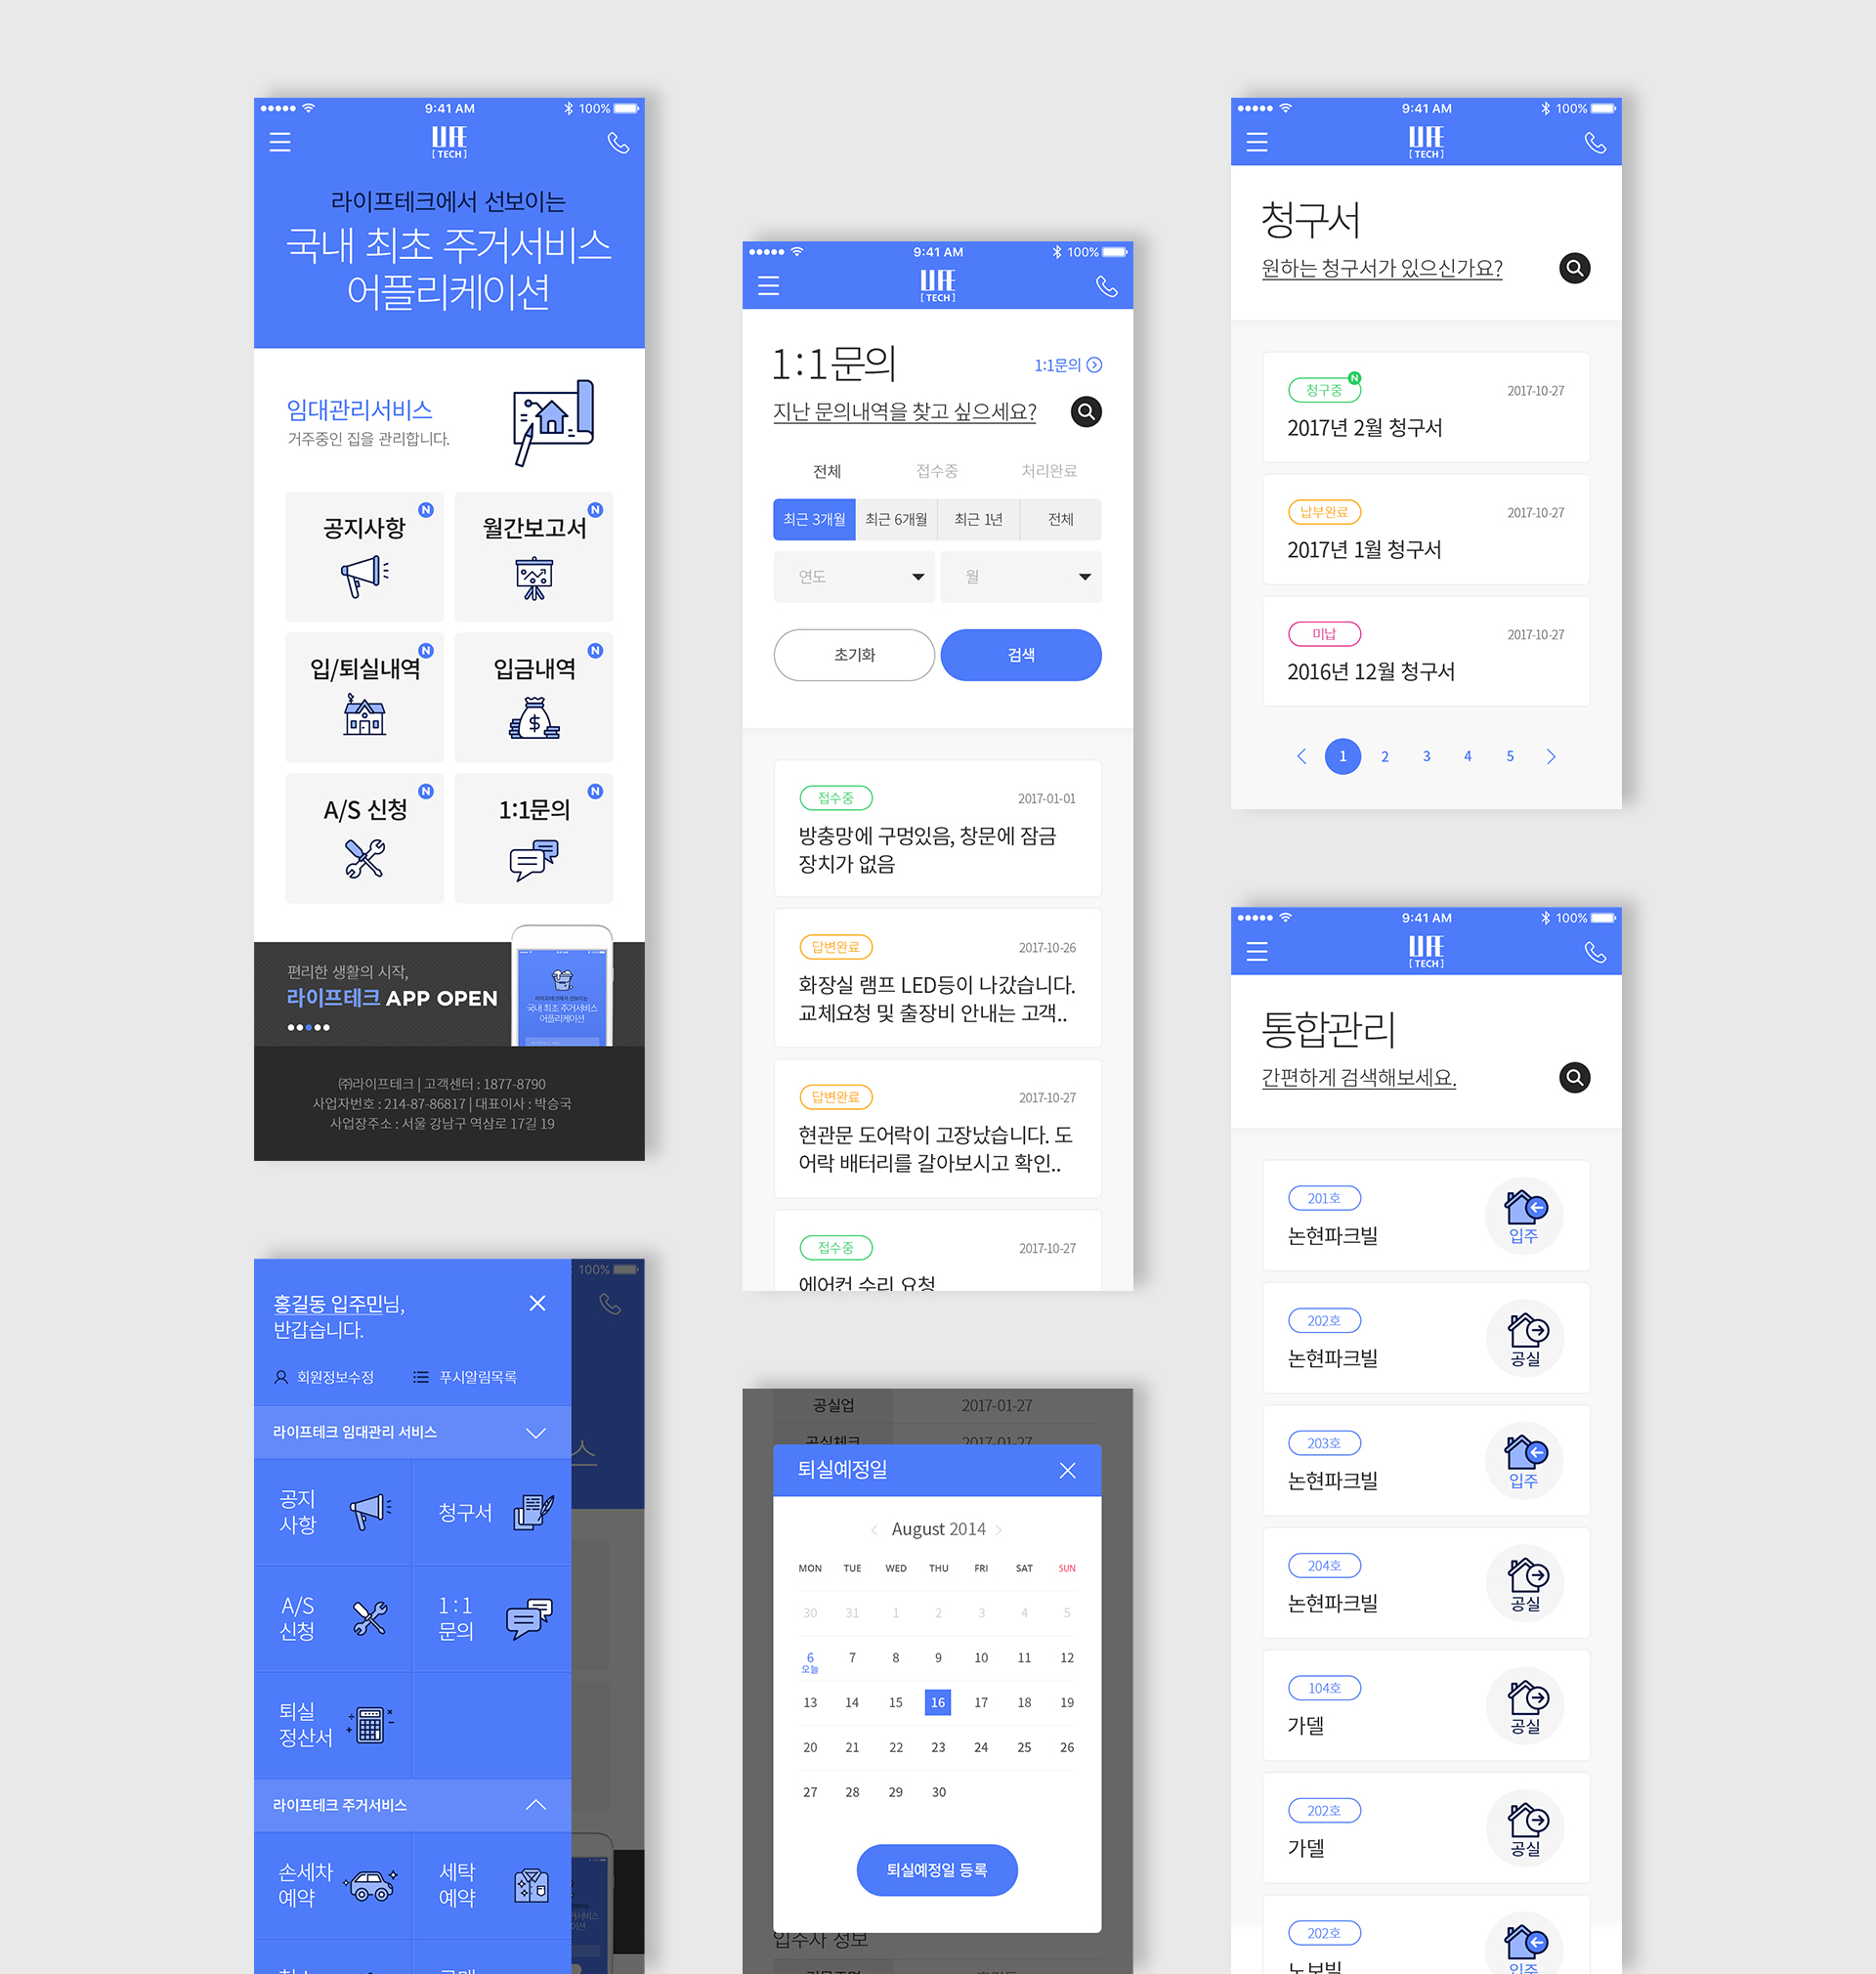 9:41 AM
100%
LIFE
[ TECH ]
라이프테크에서 선보이는
국내 최초 주거서비스
어플리케이션
임대관리서비스
거주중인 집을 관리합니다.
공지사항
N
월간보고서
N
입/퇴실내역
N
입금내역
N
$
A/S 신청
N
1:1문의
N
편리한 생활의 시작,
라이프테크 APP OPEN
라이프테크에서 선보이는
국내 최초 주거서비스
어플리케이션
㈜라이프테크 | 고객센터 : 1877-8790
사업자번호 : 214-87-86817 | 대표이사 : 박승국
사업장주소 : 서울 강남구 역삼로 17길 19
100%
홍길동 입주민님,
반갑습니다.
회원정보수정
푸시알림목록
라이프테크 임대관리 서비스
스
공지
사항
청구서
A/S
신청
1 : 1
문의
퇴실
정산서
라이프테크 주거서비스
손세차
예약
세탁
예약
9:41 AM
100%
LIFE
[ TECH ]
1:1문의
1:1문의
지난 문의내역을 찾고 싶으세요?
전체
접수중
처리완료
최근 3개월
최근 6개월
최근 1년
전체
연도
월
초기화
검색
접수중
2017-01-01
방충망에 구멍있음, 창문에 잠금
장치가 없음
답변완료
2017-10-26
화장실 램프 LED등이 나갔습니다.
교체요청 및 출장비 안내는 고객..
답변완료
2017-10-27
현관문 도어락이 고장났습니다. 도
어락 배터리를 갈아보시고 확인..
접수중
2017-10-27
에어컨 수리 요청
공실업
2017-01-27
공실체크
2017-01-27
퇴실예정일
August 2014
MON TUE WED THU FRI SAT SUN
30 31 1 2 3 4 5
6 7 8 9 10 11 12
오늘
13 14 15 16 17 18 19
20 21 22 23 24 25 26
27 28 29 30
퇴실예정일 등록
입주사 정보
9:41 AM
100%
LIFE
[ TECH ]
청구서
원하는 청구서가 있으신가요?
청구중
N
2017-10-27
2017년 2월 청구서
납부완료
2017-10-27
2017년 1월 청구서
미납
2017-10-27
2016년 12월 청구서
1 2 3 4 5
9:41 AM
100%
LIFE
[ TECH ]
통합관리
간편하게 검색해보세요.
201호
논현파크빌
입주
202호
논현파크빌
공실
203호
논현파크빌
입주
204호
논현파크빌
공실
104호
가델
공실
202호
가델
공실
202호
입주